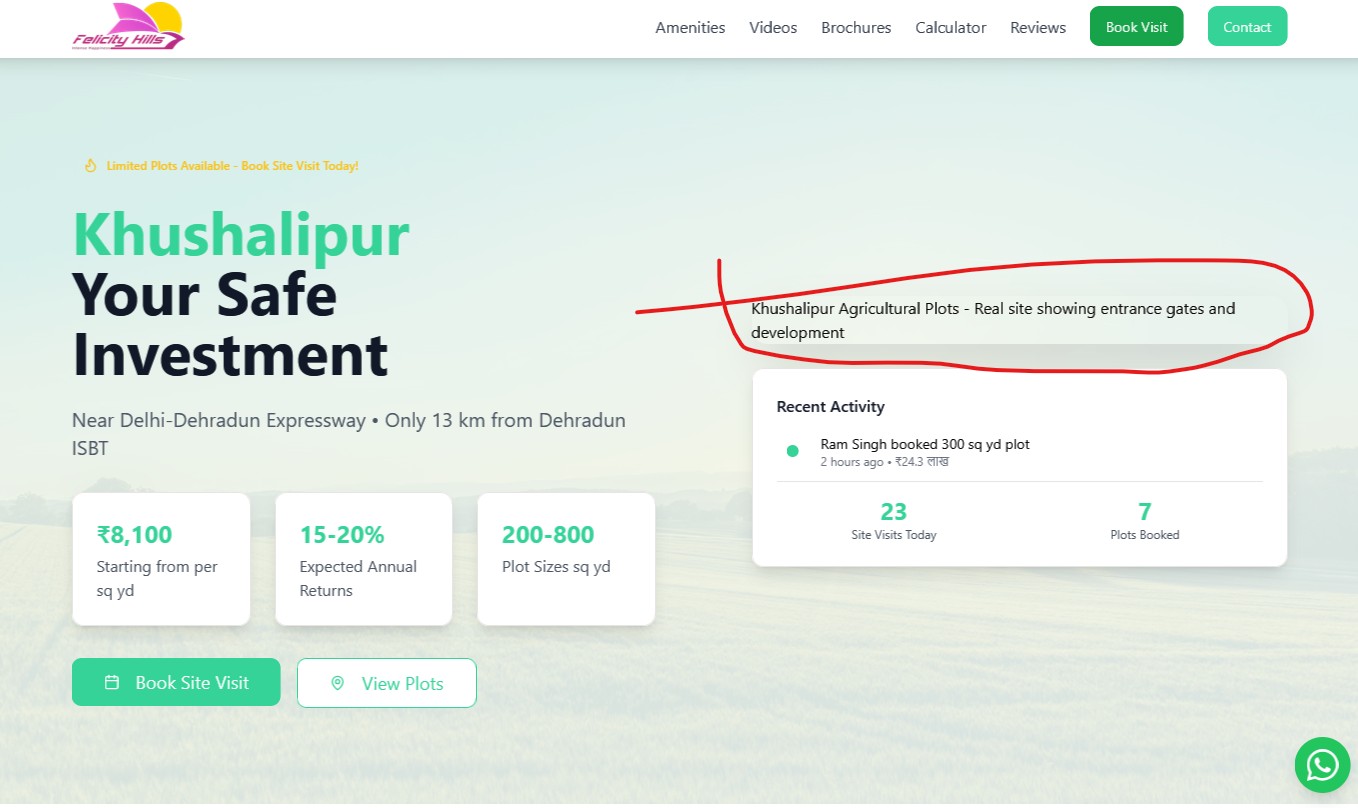 Felicity Hills
Amenities
Videos
Brochures
Calculator
Reviews
Book Visit
Contact
Limited Plots Available - Book Site Visit Today!
Khushalipur
Your Safe
Investment
Near Delhi-Dehradun Expressway • Only 13 km from Dehradun
ISBT
₹8,100
Starting from per
sq yd
15-20%
Expected Annual
Returns
200-800
Plot Sizes sq yd
Book Site Visit
View Plots
Khushalipur Agricultural Plots - Real site showing entrance gates and
development
Recent Activity
Ram Singh booked 300 sq yd plot
2 hours ago • ₹24.3 लाख
23
Site Visits Today
7
Plots Booked